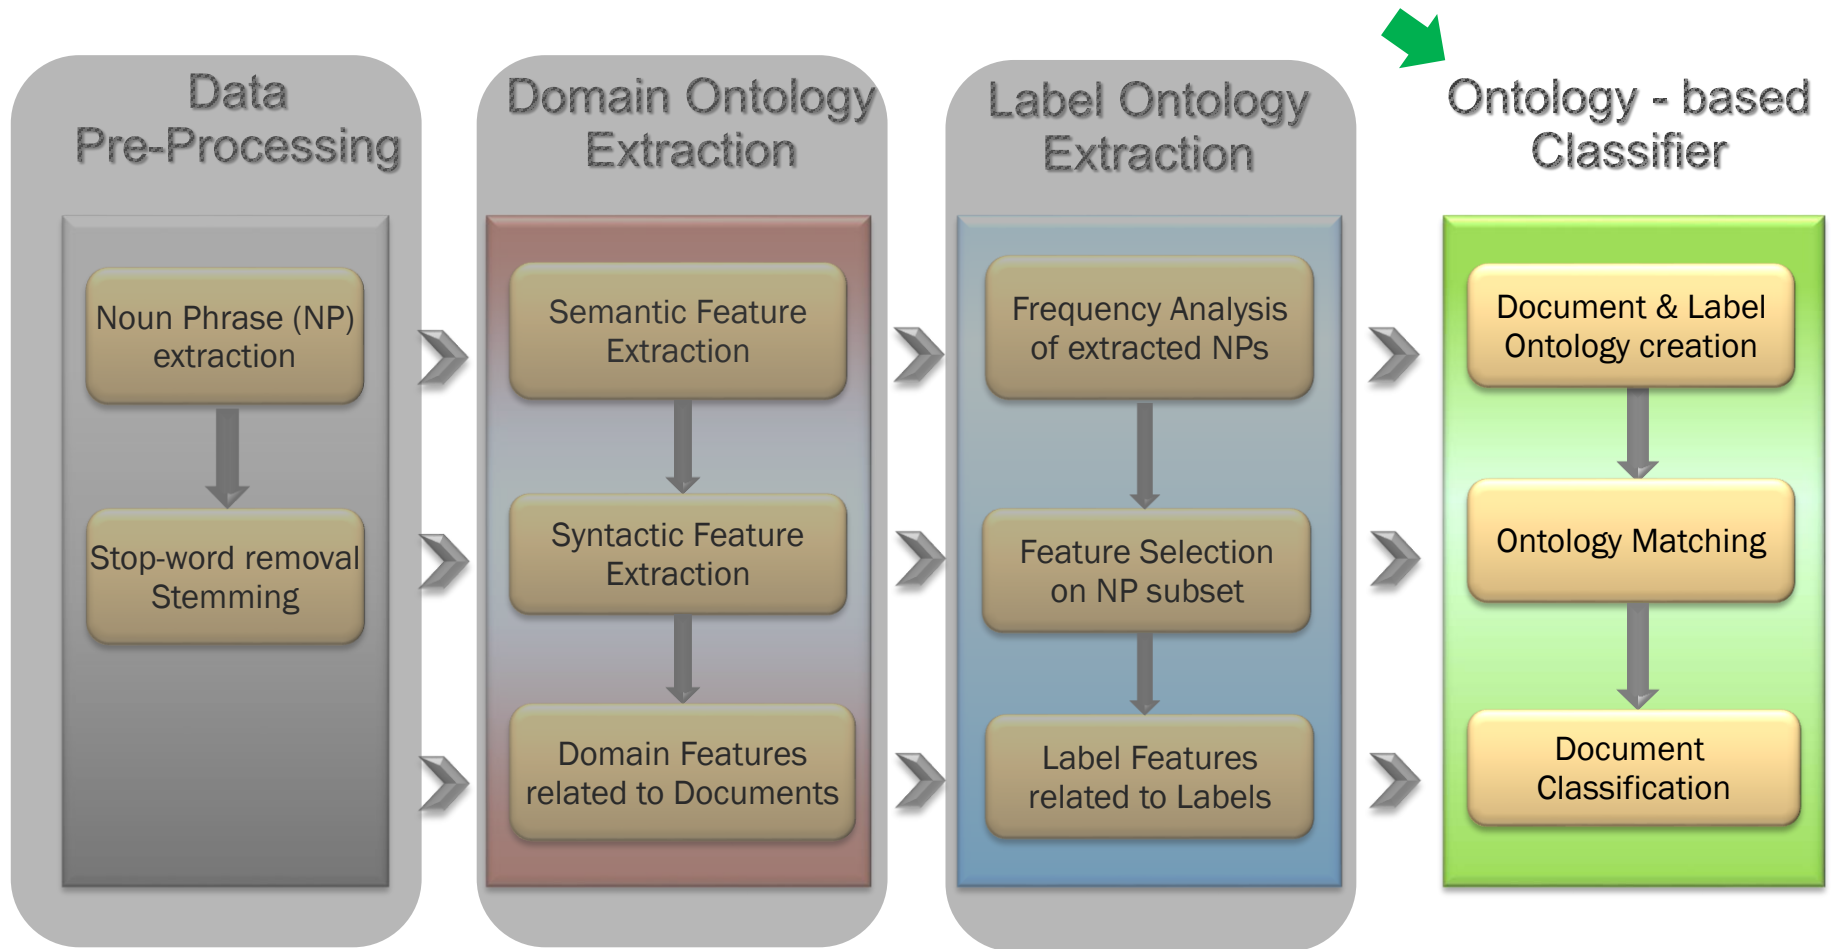 Data
Pre-Processing
Noun Phrase (NP)
extraction
Stop-word removal
Stemming
Domain Ontology
Extraction
Semantic Feature
Extraction
Syntactic Feature
Extraction
Domain Features
related to Documents
Label Ontology
Extraction
Frequency Analysis
of extracted NPs
Feature Selection
on NP subset
Label Features
related to Labels
Ontology - based
Classifier
Document & Label
Ontology creation
Ontology Matching
Document
Classification